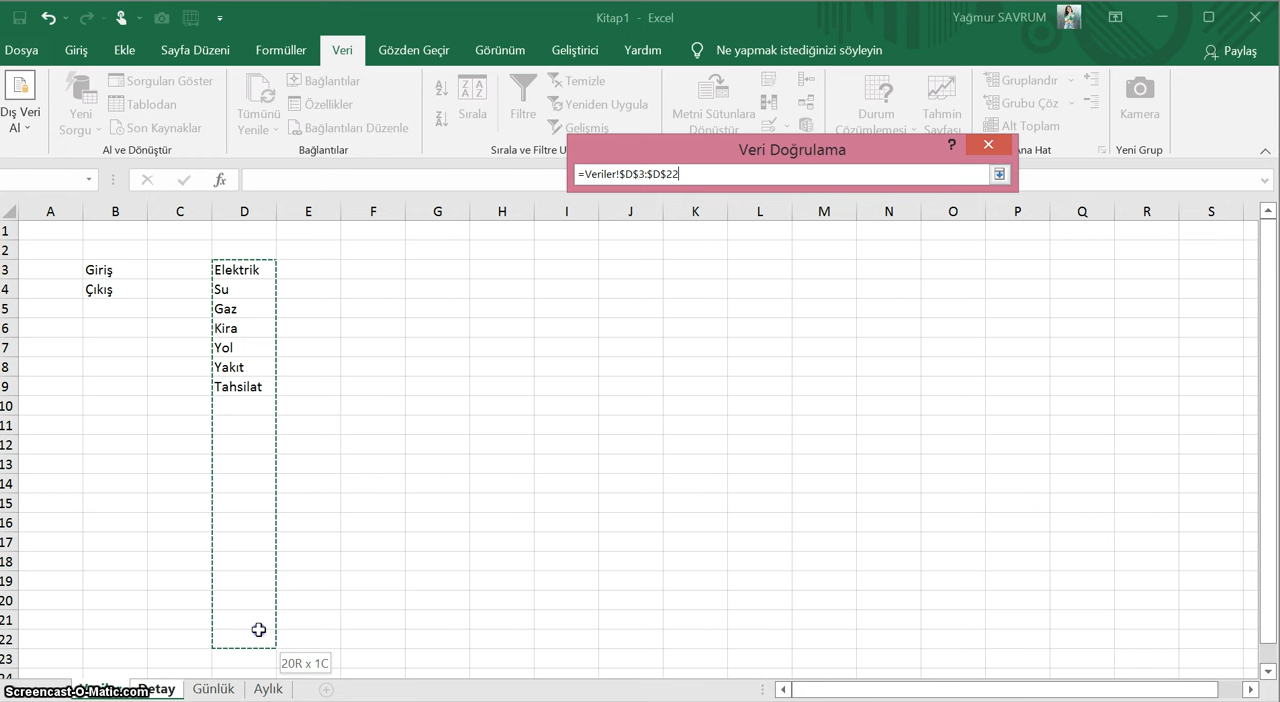 Kitap1 - Excel
Yağmur SAVRUM
Dosya Giriş Ekle Sayfa Düzeni Formüller Veri Gözden Geçir Görünüm Geliştirici Yardım Ne yapmak istediğinizi söyleyin Paylaş
Dış Veri
Al
Yeni
Sorgu
Sorguları Göster
Tablodan
Son Kaynaklar
Al ve Dönüştür
Tümünü
Yenile
Bağlantılar
Özellikler
Bağlantıları Düzenle
Bağlantılar
Sırala
Filtre
Temizle
Yeniden Uygula
Gelişmiş
Sırala ve Filtre U
Metni Sütunlara
Dönüştür
Durum
Çözümlemesi
Tahmin
Sayfası
Gruplandır
Grubu Çöz
Alt Toplam
Ana Hat
Kamera
Yeni Grup
Veri Doğrulama ?
=Veriler!$D$3:$D$22
fx
A B C D E F G H I J K L M N O P Q R S
1
2
3 Giriş Elektrik
4 Çıkış Su
5 Gaz
6 Kira
7 Yol
8 Yakıt
9 Tahsilat
10
11
12
13
14
15
16
17
18
19
20
21
22
23
24
20R x 1C
Detay Günlük Aylık
Screencast-O-Matic.com